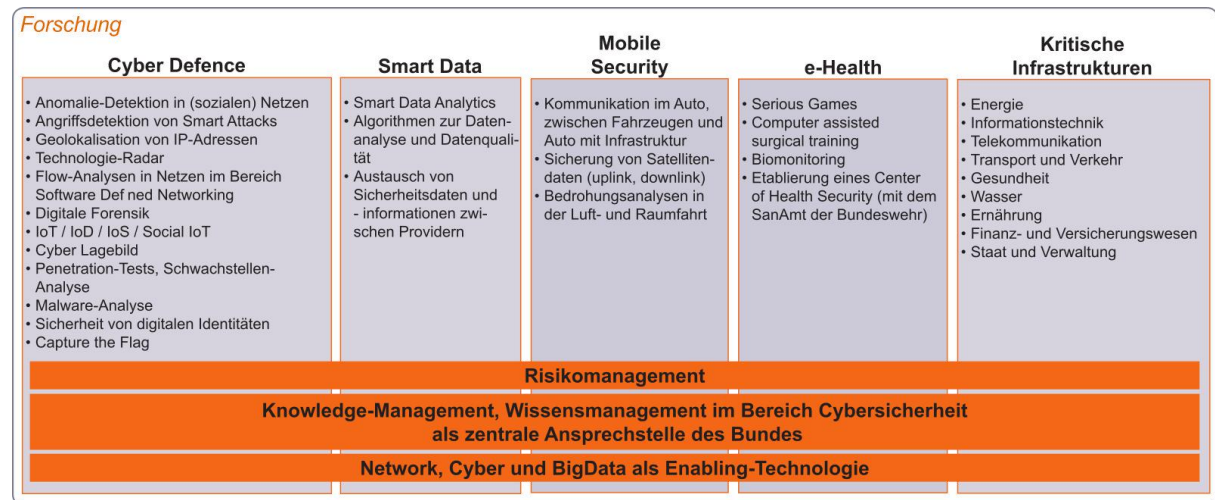 Forschung
Cyber Defence
• Anomalie-Detektion in (sozialen) Netzen
• Angriffsdetektion von Smart Attacks
• Geolokalisation von IP-Adressen
• Technologie-Radar
• Flow-Analysen in Netzen im Bereich
Software Def ned Networking
• Digitale Forensik
• IoT / IoD / IoS / Social IoT
• Cyber Lagebild
• Penetration-Tests, Schwachstellen-
Analyse
• Malware-Analyse
• Sicherheit von digitalen Identitäten
• Capture the Flag
Smart Data
• Smart Data Analytics
• Algorithmen zur Daten-
analyse und Datenquali-
tät
• Austausch von
Sicherheitsdaten und
- informationen zwi-
schen Providern
Mobile
Security
• Kommunikation im Auto,
zwischen Fahrzeugen und
Auto mit Infrastruktur
• Sicherung von Satelliten-
daten (uplink, downlink)
• Bedrohungsanalysen in
der Luft- und Raumfahrt
e-Health
• Serious Games
• Computer assisted
surgical training
• Biomonitoring
• Etablierung eines Center
of Health Security (mit dem
SanAmt der Bundeswehr)
Kritische
Infrastrukturen
• Energie
• Informationstechnik
• Telekommunikation
• Transport und Verkehr
• Gesundheit
• Wasser
• Ernährung
• Finanz- und Versicherungswesen
• Staat und Verwaltung
Risikomanagement
Knowledge-Management, Wissensmanagement im Bereich Cybersicherheit
als zentrale Ansprechstelle des Bundes
Network, Cyber und BigData als Enabling-Technologie